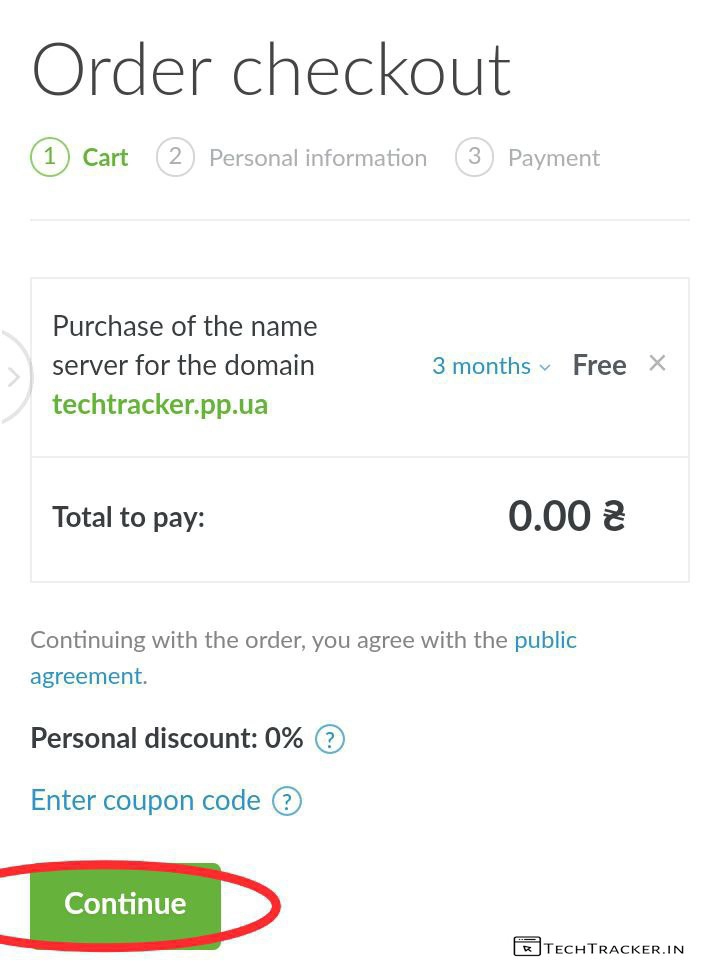 Order checkout
1 Cart 2 Personal information 3 Payment
Purchase of the name
server for the domain
techtracker.pp.ua
3 months Free ×
Total to pay: 0.00 ₴
Continuing with the order, you agree with the public
agreement.
Personal discount: 0% ?
Enter coupon code ?
Continue
TECHTRACKER.IN